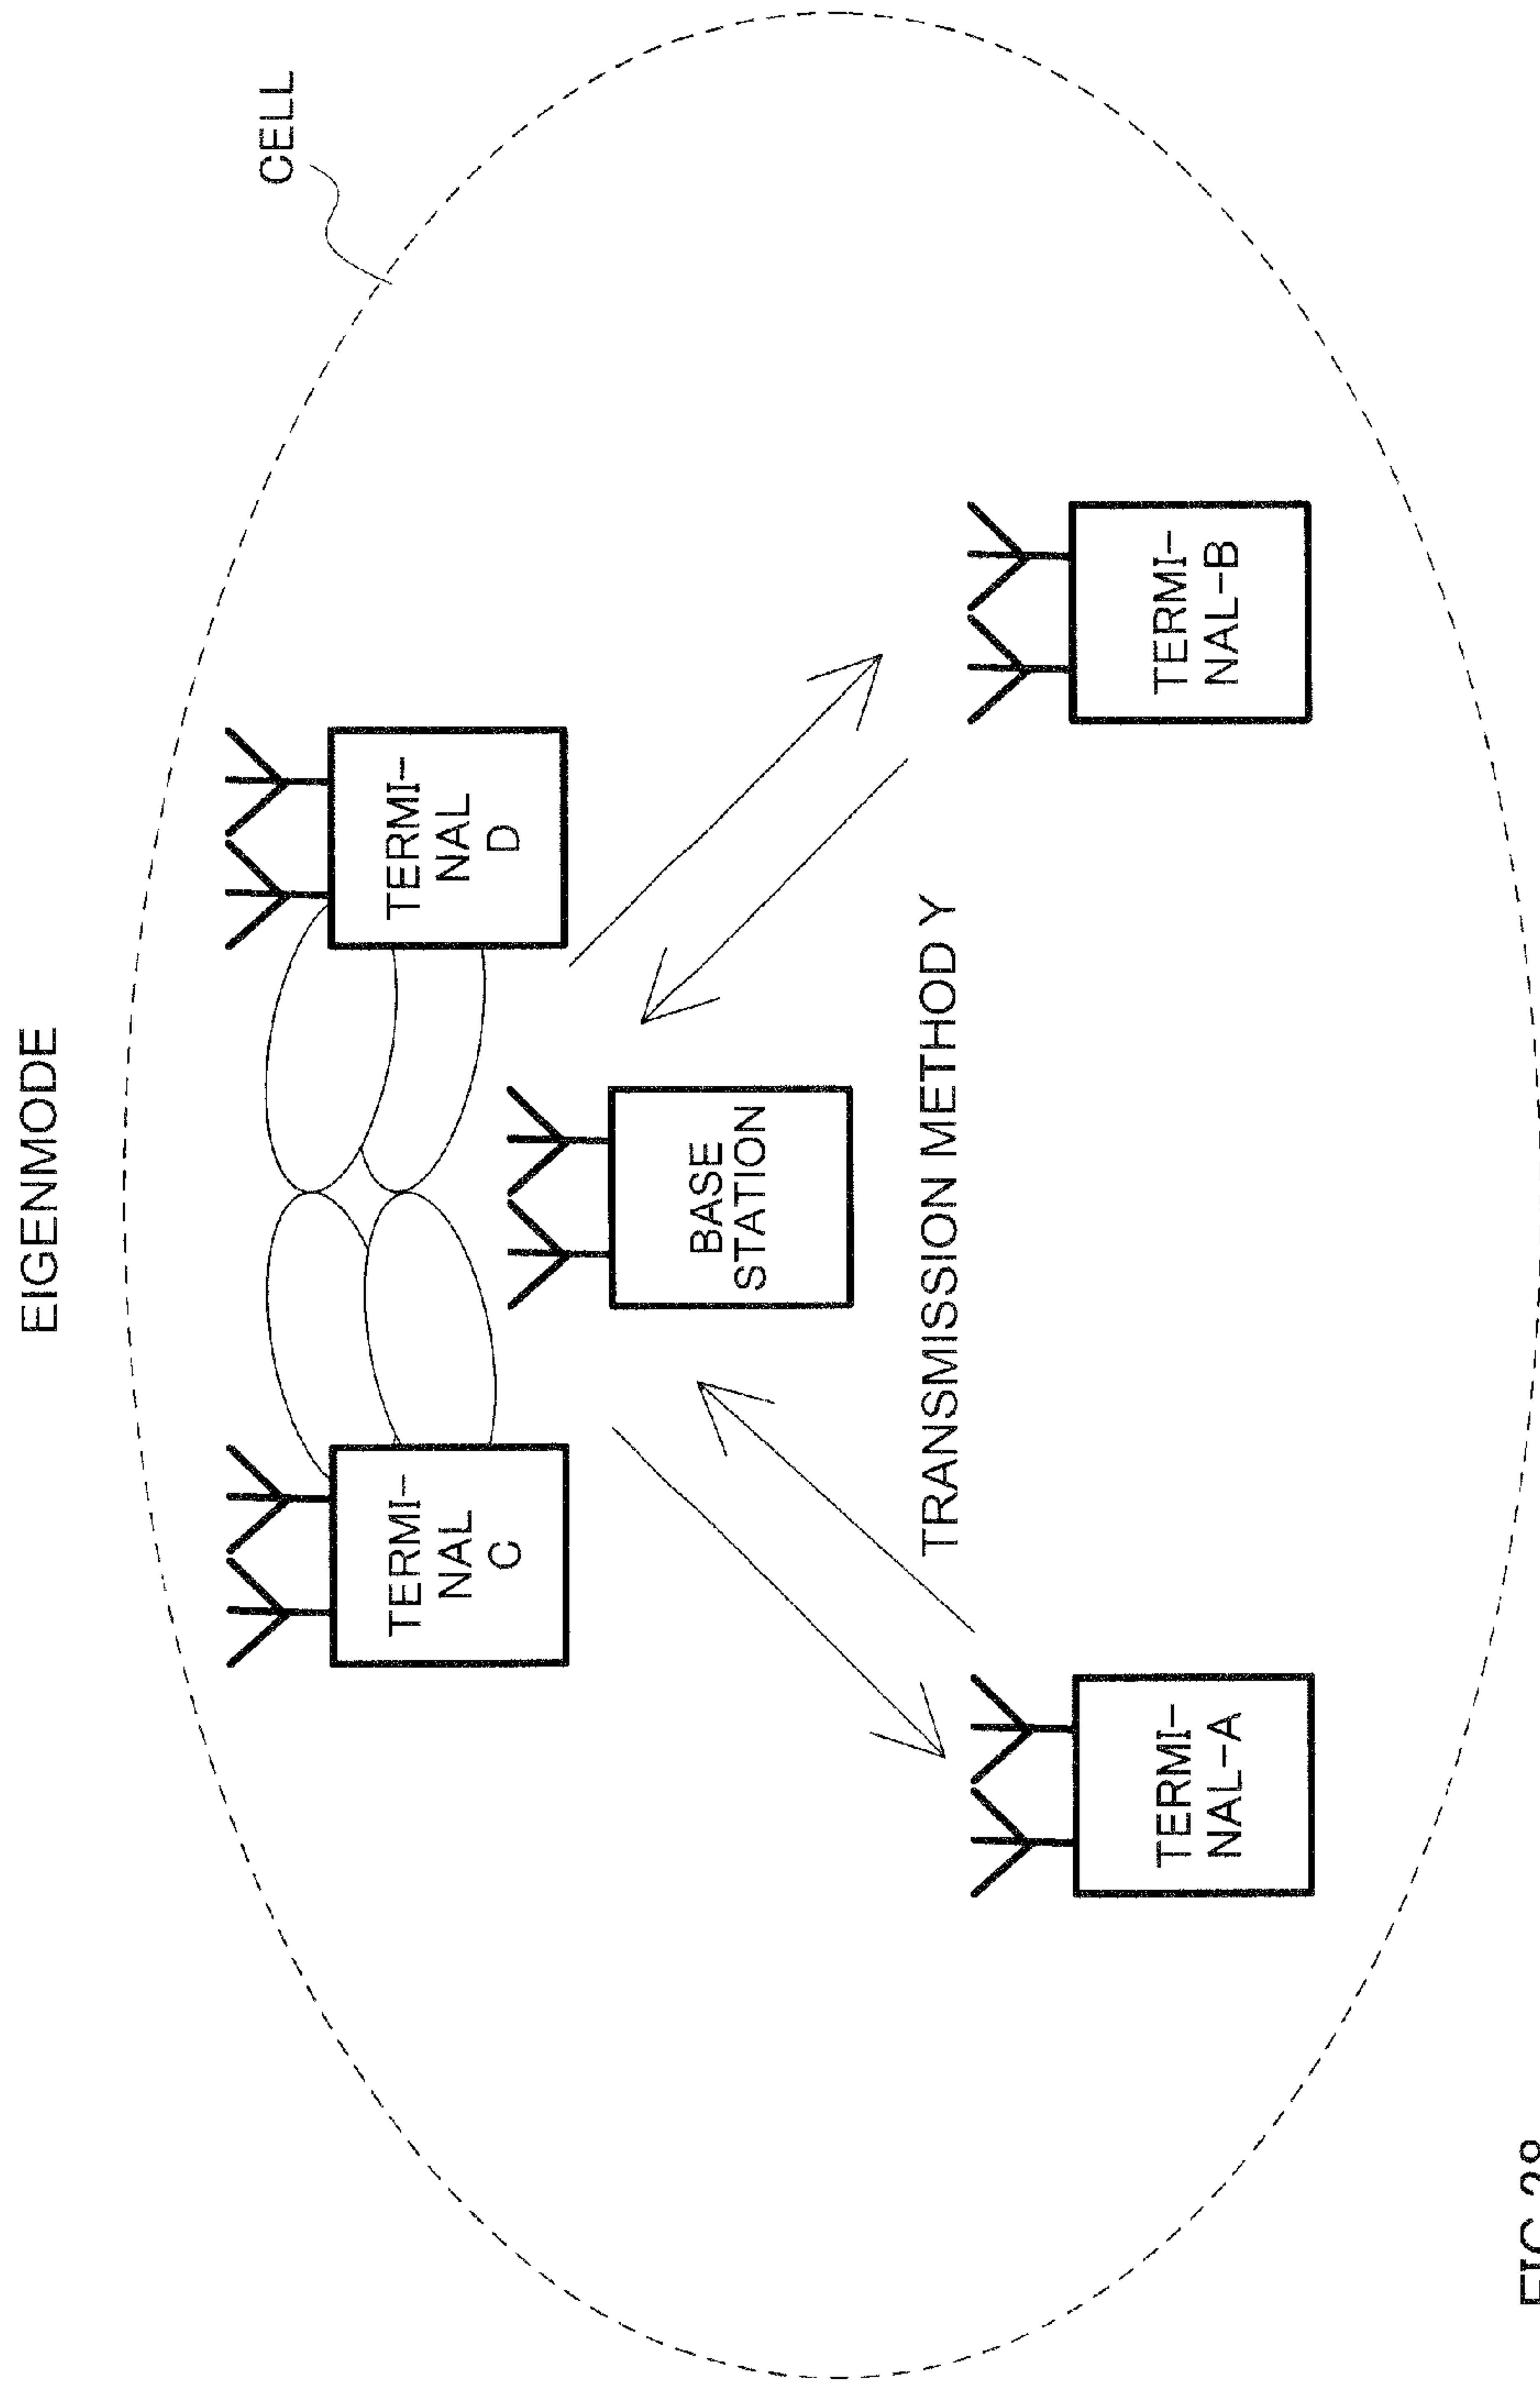 EIGENMODE
CELL
TERMI-
NAL
C
TERMI-
NAL
D
BASE
STATION
TRANSMISSION METHOD Y
TERMI-
NAL-A
TERMI-
NAL-B